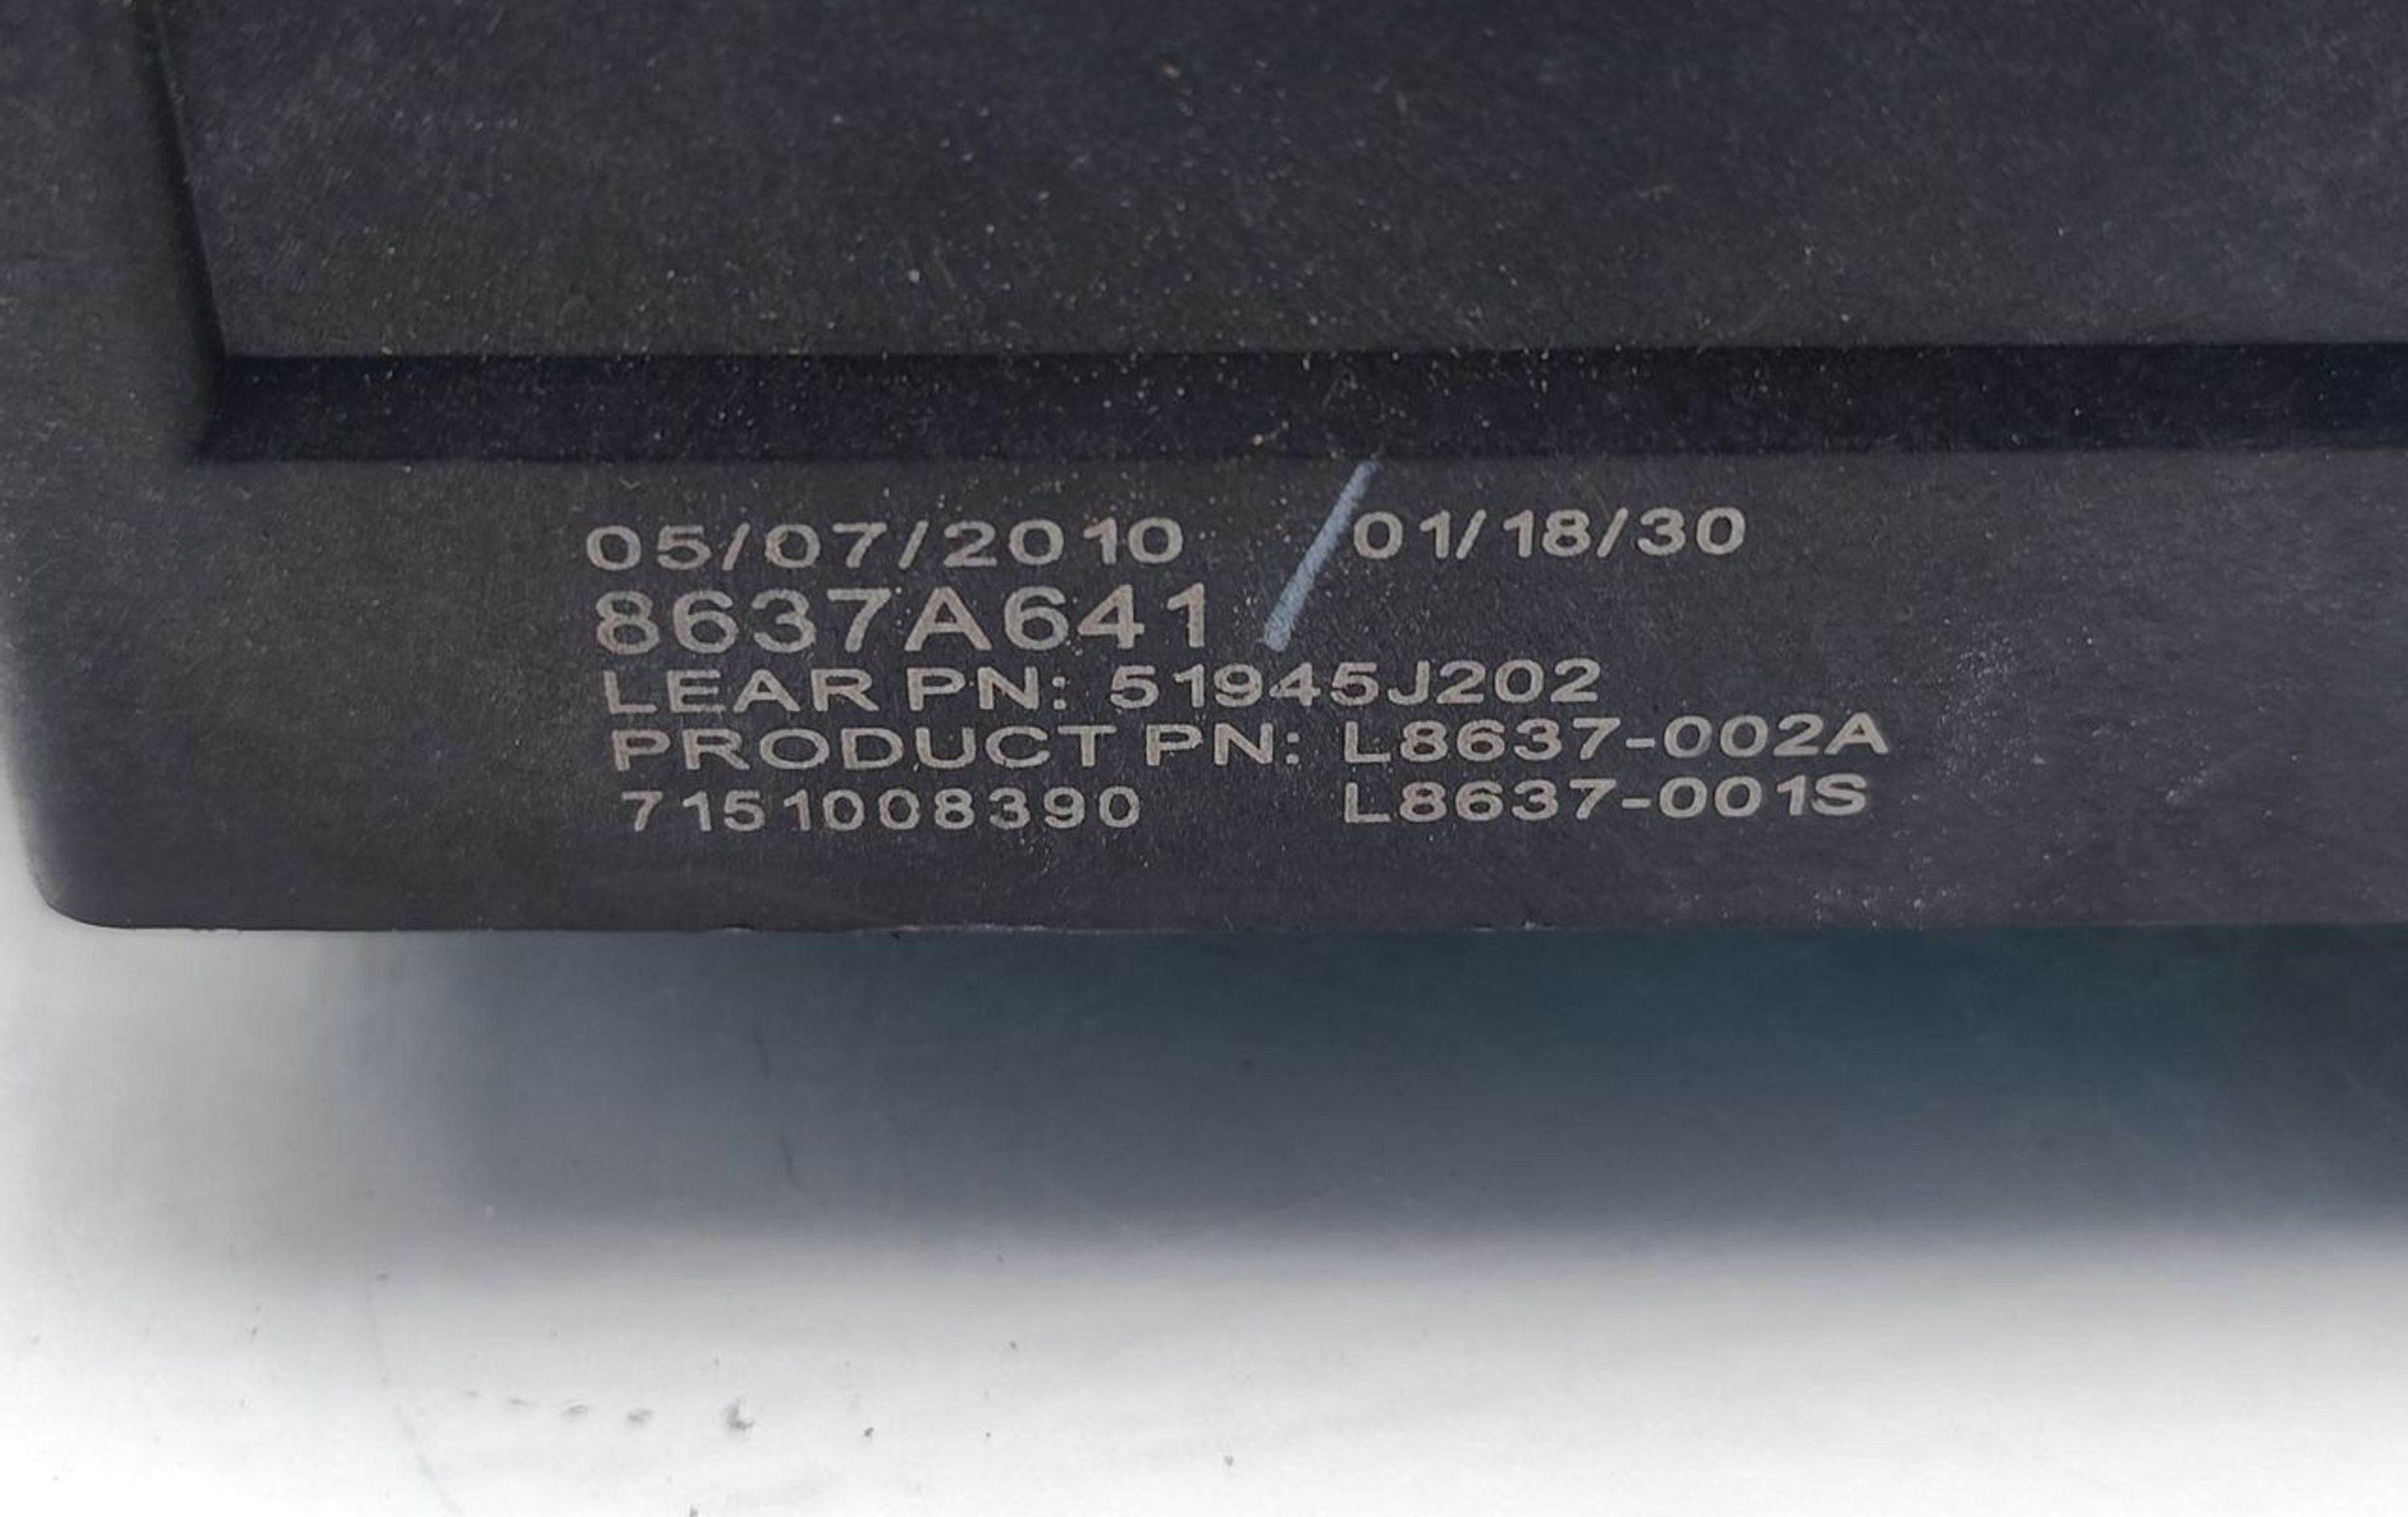 05/07/2010 01/18/30
8637A641
LEAR PN: 51945J202
PRODUCT PN: L8637-002A
7151008390 L8637-001S